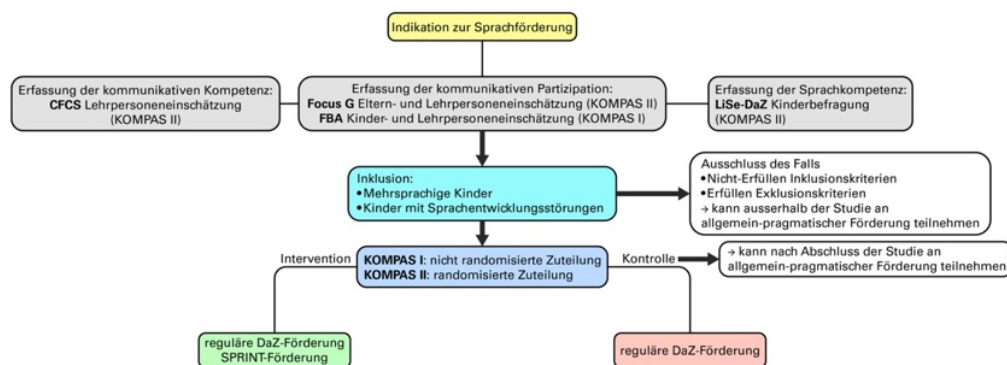 Indikation zur Sprachförderung
Erfassung der kommunikativen Kompetenz:
CFCS Lehrpersoneneinschätzung
(KOMPAS II)
Erfassung der kommunikativen Partizipation:
Focus G Eltern- und Lehrpersoneneinschätzung (KOMPAS II)
FBA Kinder- und Lehrpersoneneinschätzung (KOMPAS I)
Erfassung der Sprachkompetenz:
LiSe-DaZ Kinderbefragung
(KOMPAS II)
Inklusion:
•Mehrsprachige Kinder
•Kinder mit Sprachentwicklungsstörungen
Ausschluss des Falls
•Nicht-Erfüllen Inklusionskriterien
•Erfüllen Exklusionskriterien
→ kann ausserhalb der Studie an
allgemein-pragmatischer Förderung teilnehmen
Intervention
KOMPAS I: nicht randomisierte Zuteilung
KOMPAS II: randomisierte Zuteilung
Kontrolle
→ kann nach Abschluss der Studie an
allgemein-pragmatischer Förderung teilnehmen
reguläre DaZ-Förderung
SPRINT-Förderung
reguläre DaZ-Förderung